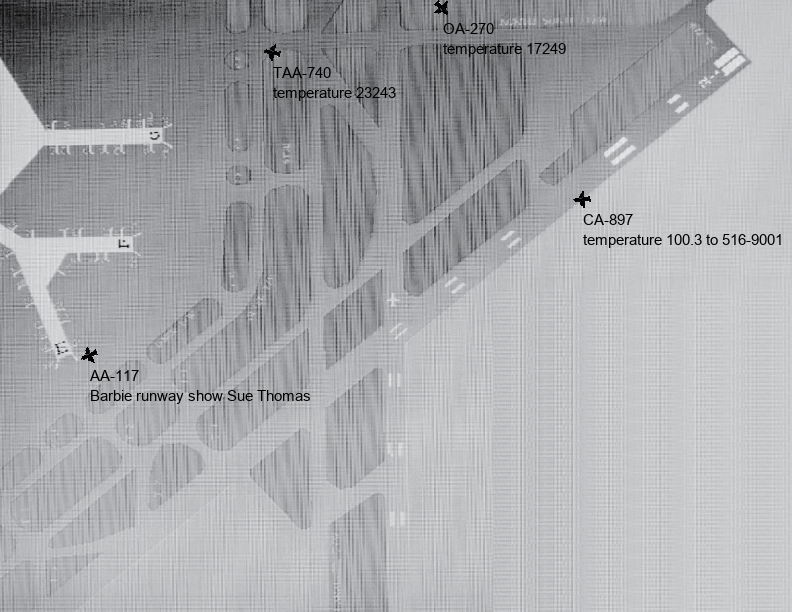 OA-270
temperature 17249
TAA-740
temperature 23243
G
F
CA-897
temperature 100.3 to 516-9001
AA-117
Barbie runway show Sue Thomas